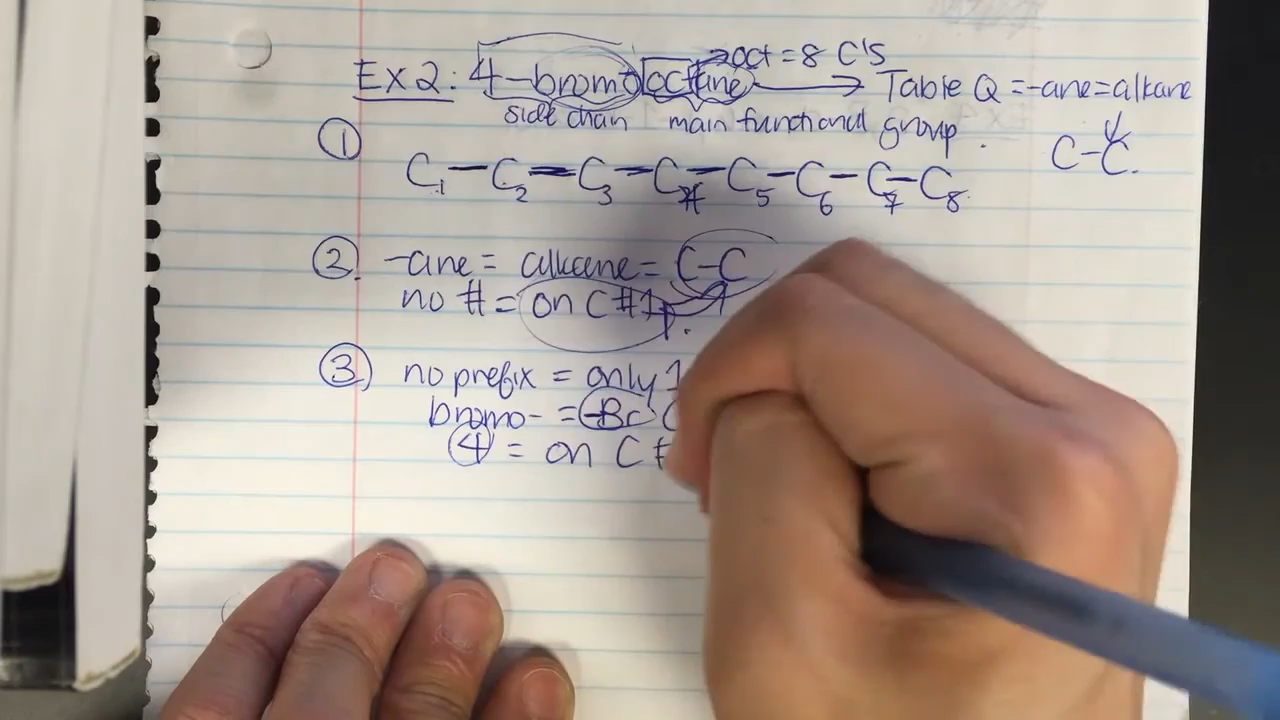 oct = 8 C's
Ex 2: 4-bromooctane → Table Q = -ane = alkane
side chain main functional group.
① C-C.
C1 - C2 = C3 - C4 - C5 - C6 - C7 - C8
② -ane = alkane = C-C
no # = on C #1
③ no prefix = only 1
bromo- = -Br
④ = on C